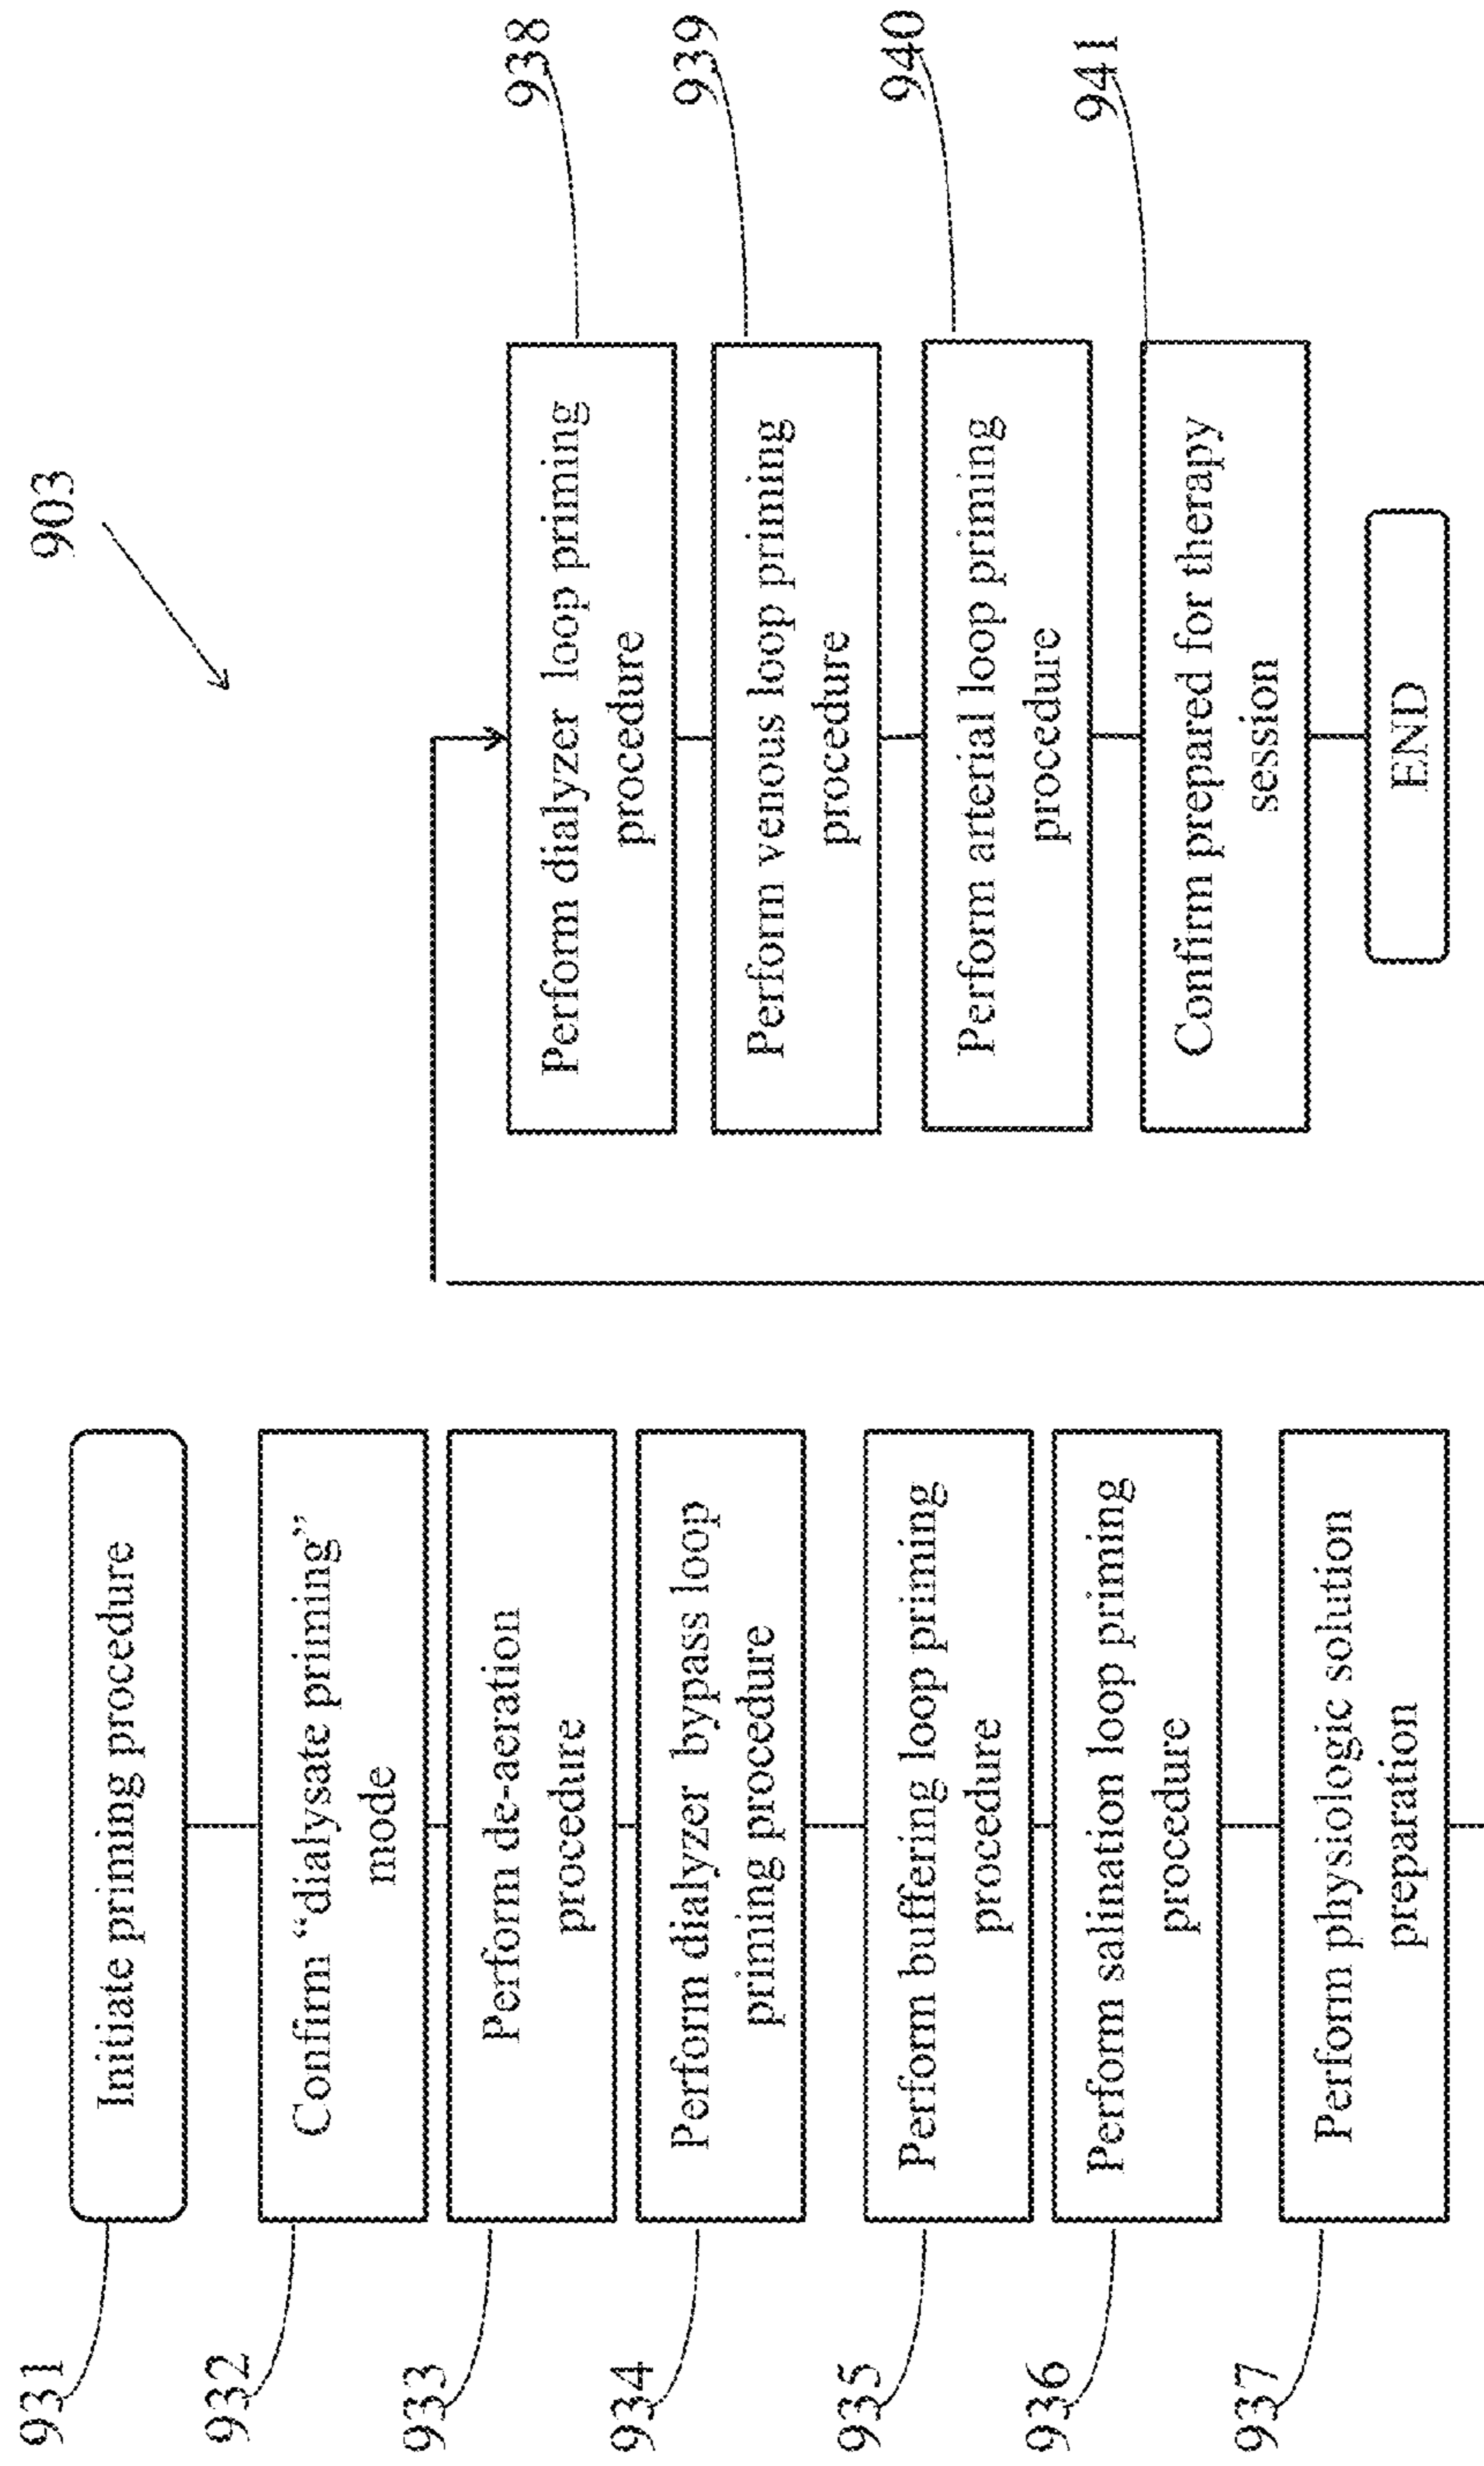 903
931
Initiate priming procedure
932
Confirm “dialysate priming”
mode
933
Perform de-aeration
procedure
934
Perform dialyzer bypass loop
priming procedure
935
Perform buffering loop priming
procedure
936
Perform salination loop priming
procedure
937
Perform physiologic solution
preparation
938
Perform dialyzer loop priming
procedure
939
Perform venous loop priming
procedure
940
Perform arterial loop priming
procedure
941
Confirm prepared for therapy
session
END